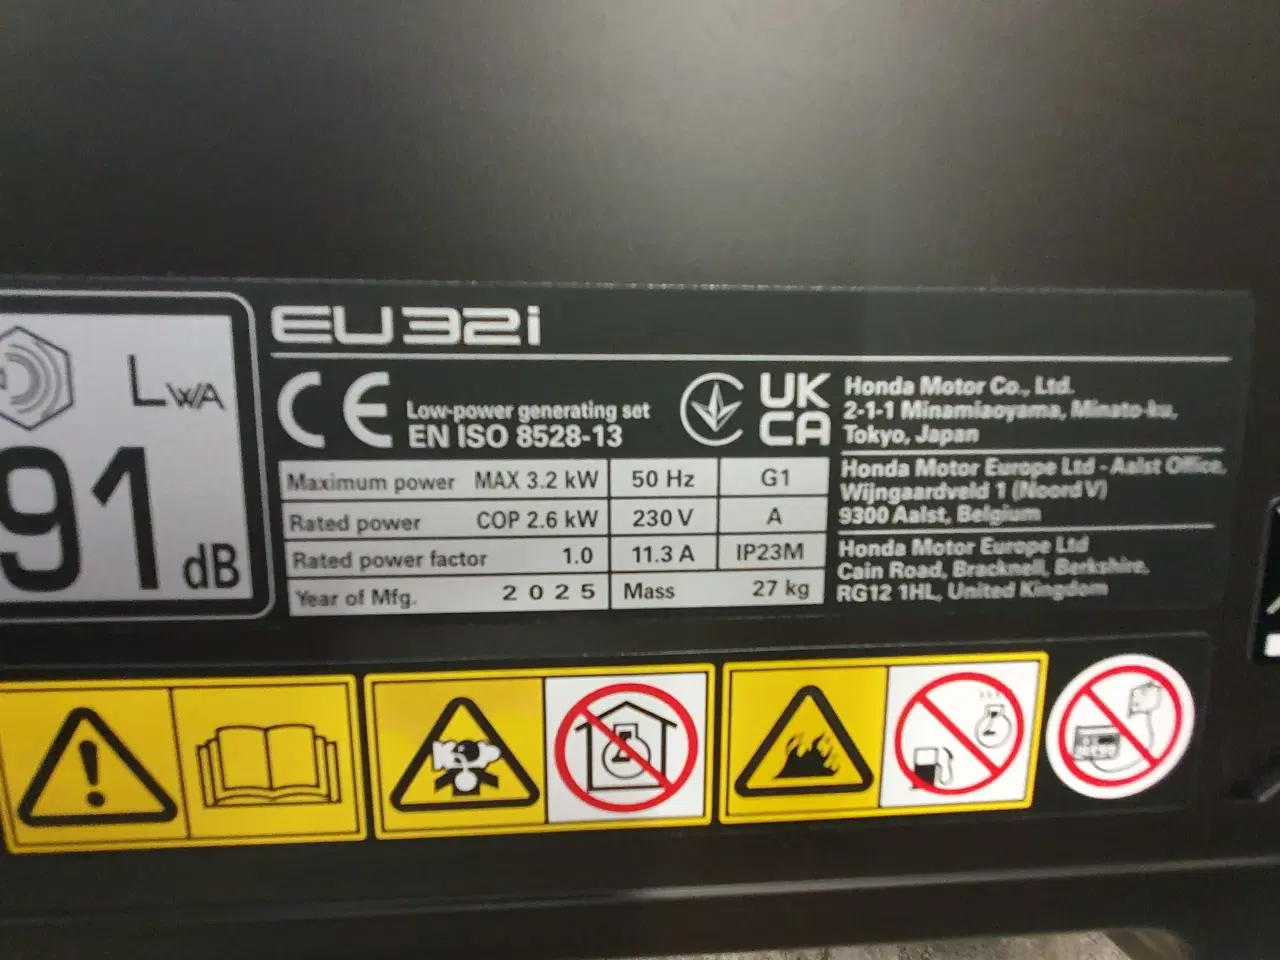 EU32i
LWA
91
dB
CE
Low-power generating set
EN ISO 8528-13
UK
CA
Honda Motor Co., Ltd.
2-1-1 Minamiaoyama, Minato-ku,
Tokyo, Japan
Honda Motor Europe Ltd - Aalst Office,
Wijngaardveld 1 (Noord V)
9300 Aalst, Belgium
Honda Motor Europe Ltd
Cain Road, Bracknell, Berkshire,
RG12 1HL, United Kingdom
Maximum power MAX 3.2 kW 50 Hz G1
Rated power COP 2.6 kW 230 V A
Rated power factor 1.0 11.3 A IP23M
Year of Mfg. 2025 Mass 27 kg